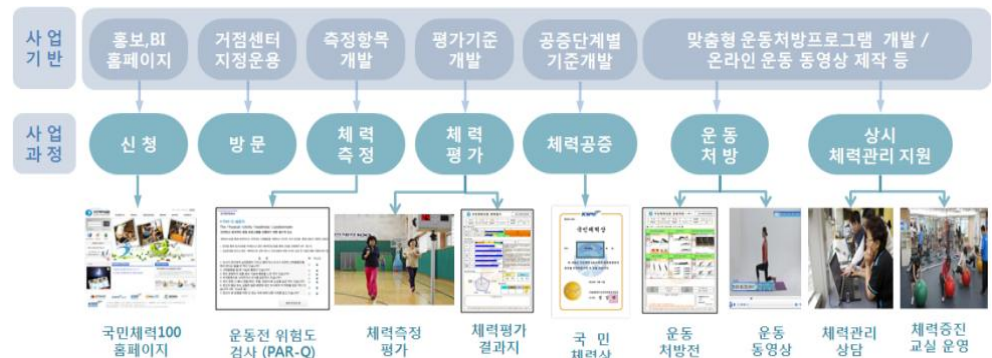 사 업
기 반
홍보,BI
홈페이지
거점센터
지정운용
측정항목
개발
평가기준
개발
공증단계별
기준개발
맞춤형 운동처방프로그램 개발 /
온라인 운동 동영상 제작 등
사 업
과 정
신 청
방 문
체 력
측 정
체 력
평 가
체력공증
운 동
처 방
상시
체력관리 지원
국민체력상
국민체력100
홈페이지
운동전 위험도
검사 (PAR-Q)
체력측정
평가
체력평가
결과지
국 민
체력상
운동
처방전
운동
동영상
체력관리
상담
체력증진
교실 운영